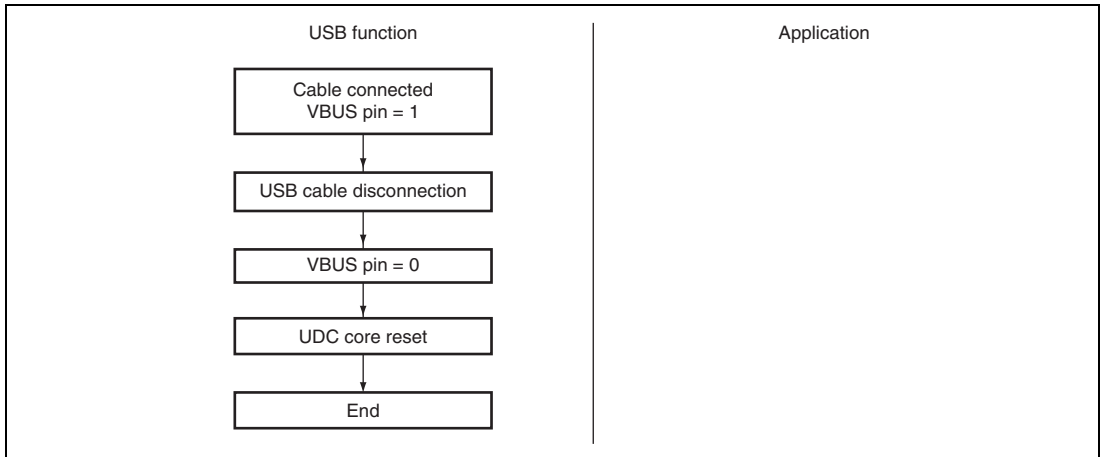 USB function
Application
Cable connected
VBUS pin = 1
USB cable disconnection
VBUS pin = 0
UDC core reset
End